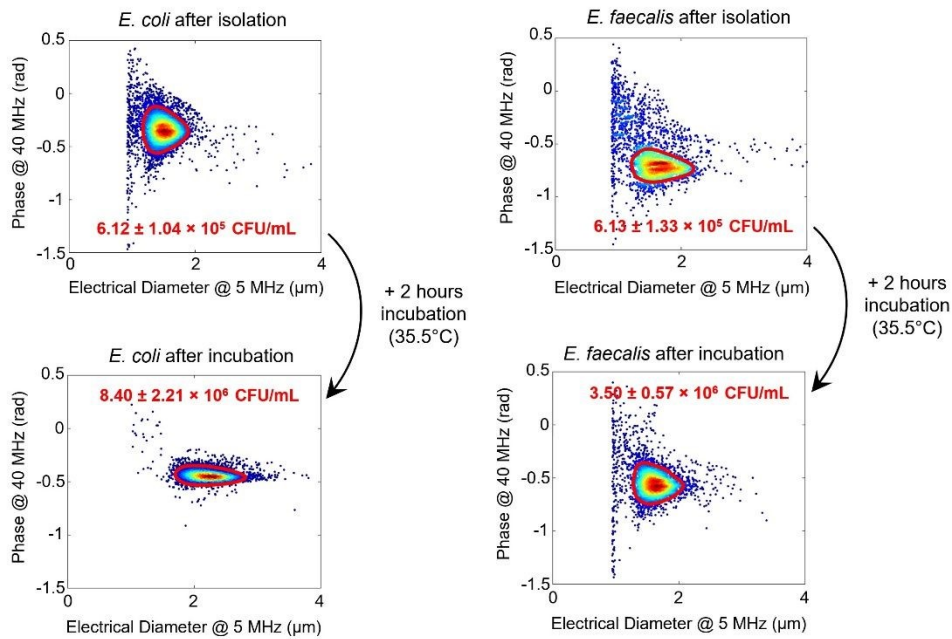 E. coli after isolation
0.5
0
-0.5
-1
-1.5
Phase @ 40 MHz (rad)
6.12 ± 1.04 × 10⁵ CFU/mL
0
2
4
Electrical Diameter @ 5 MHz (µm)
+ 2 hours
incubation
(35.5°C)
E. faecalis after isolation
0.5
0
-0.5
-1
-1.5
Phase @ 40 MHz (rad)
6.13 ± 1.33 × 10⁵ CFU/mL
0
2
4
Electrical Diameter @ 5 MHz (µm)
+ 2 hours
incubation
(35.5°C)
E. coli after incubation
0.5
0
-0.5
-1
-1.5
Phase @ 40 MHz (rad)
8.40 ± 2.21 × 10⁶ CFU/mL
0
2
4
Electrical Diameter @ 5 MHz (µm)
E. faecalis after incubation
0.5
0
-0.5
-1
-1.5
Phase @ 40 MHz (rad)
3.50 ± 0.57 × 10⁶ CFU/mL
0
2
4
Electrical Diameter @ 5 MHz (µm)